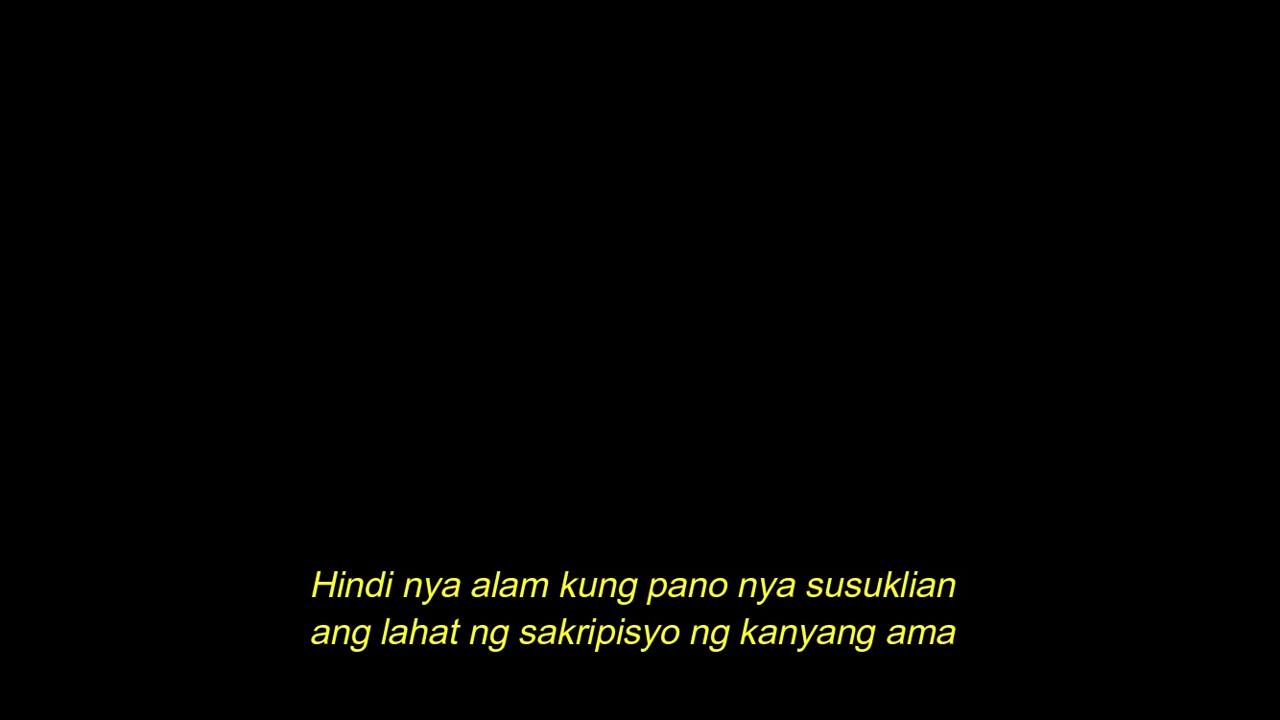 Hindi nya alam kung pano nya susuklian
ang lahat ng sakripisyo ng kanyang ama